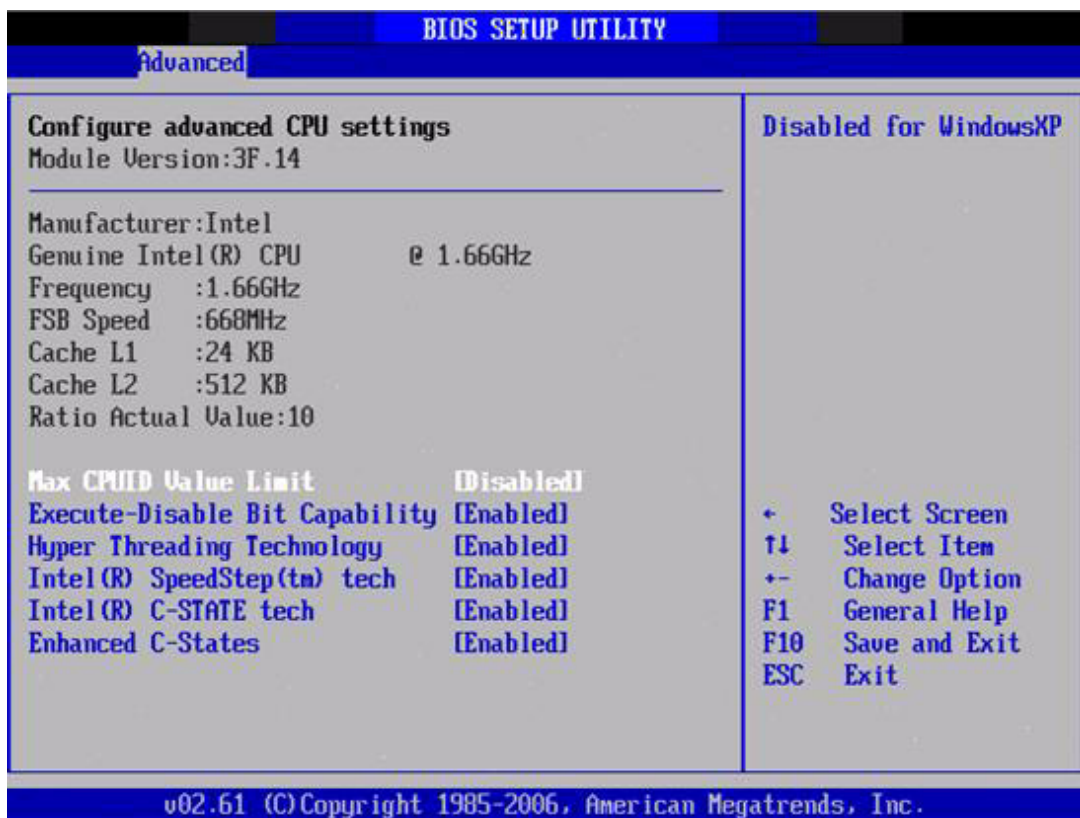 BIOS SETUP UTILITY
Advanced
Configure advanced CPU settings
Module Version:3F.14
Manufacturer:Intel
Genuine Intel(R) CPU @ 1.66GHz
Frequency :1.66GHz
FSB Speed :668MHz
Cache L1 :24 KB
Cache L2 :512 KB
Ratio Actual Value:10
Max CPUID Value Limit [Disabled]
Execute-Disable Bit Capability [Enabled]
Hyper Threading Technology [Enabled]
Intel(R) SpeedStep(tm) tech [Enabled]
Intel(R) C-STATE tech [Enabled]
Enhanced C-States [Enabled]
Disabled for WindowsXP
← Select Screen
↑↓ Select Item
+- Change Option
F1 General Help
F10 Save and Exit
ESC Exit
v02.61 (C)Copyright 1985-2006, American Megatrends, Inc.